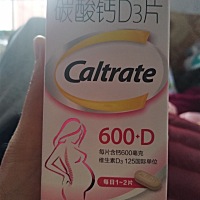 碳酸钙D3片
Caltrate
600+D
每片含钙600毫克
维生素D3 125国际单位
每日1~2片